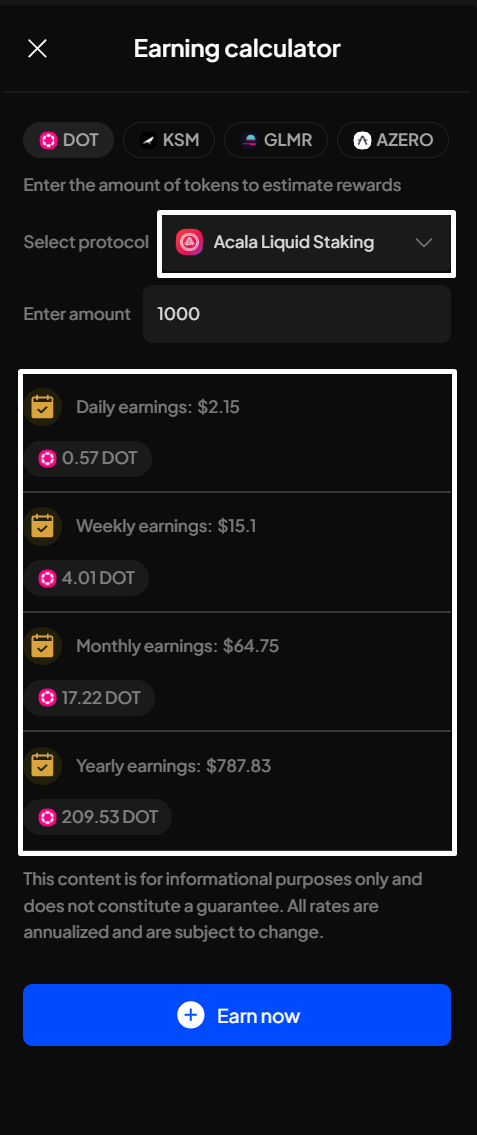 Earning calculator
DOT KSM GLMR AZERO
Enter the amount of tokens to estimate rewards
Select protocol Acala Liquid Staking
Enter amount 1000
Daily earnings: $2.15
0.57 DOT
Weekly earnings: $15.1
4.01 DOT
Monthly earnings: $64.75
17.22 DOT
Yearly earnings: $787.83
209.53 DOT
This content is for informational purposes only and
does not constitute a guarantee. All rates are
annualized and are subject to change.
Earn now